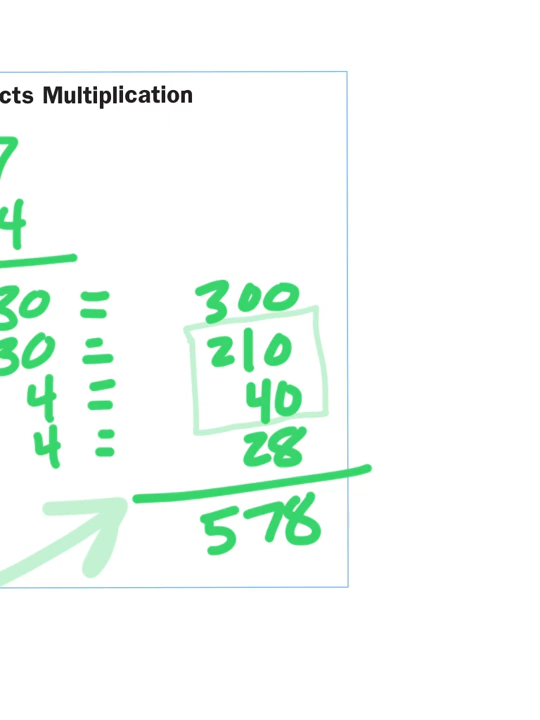 cts Multiplication
7
4
30 = 300
30 = 210
4 = 40
4 = 28
578